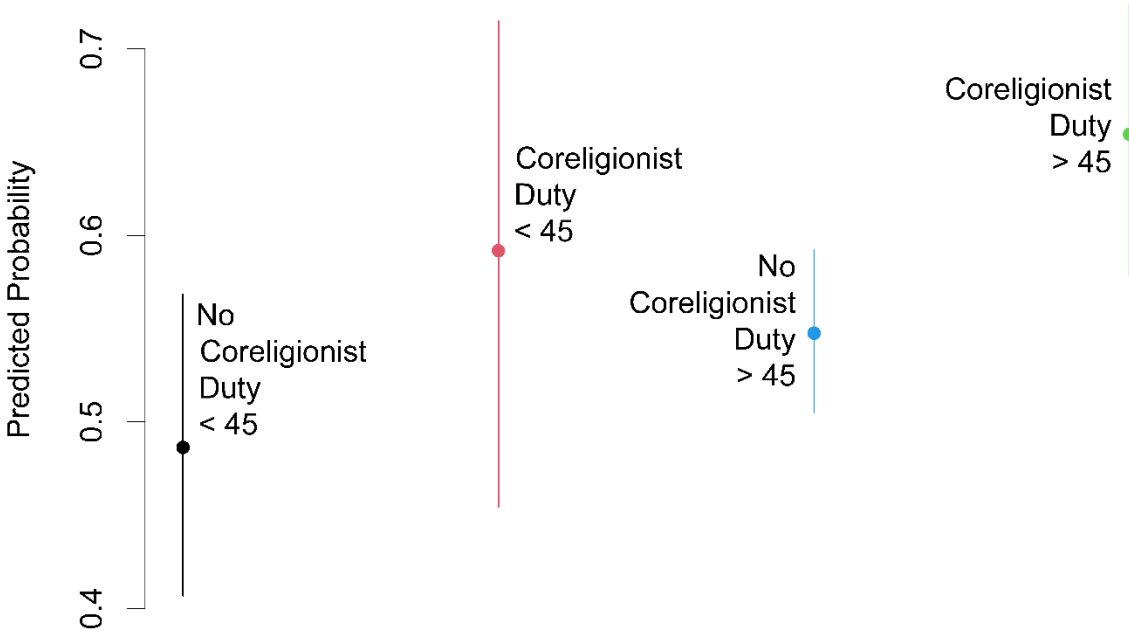 Predicted Probability
0.7
0.6
0.5
0.4
No
Coreligionist
Duty
< 45
Coreligionist
Duty
< 45
No
Coreligionist
Duty
> 45
Coreligionist
Duty
> 45